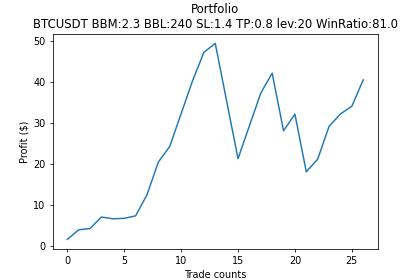 Portfolio
BTCUSDT BBM:2.3 BBL:240 SL:1.4 TP:0.8 lev:20 WinRatio:81.0
50
40
30
20
10
0
Profit ($)
0 5 10 15 20 25
Trade counts